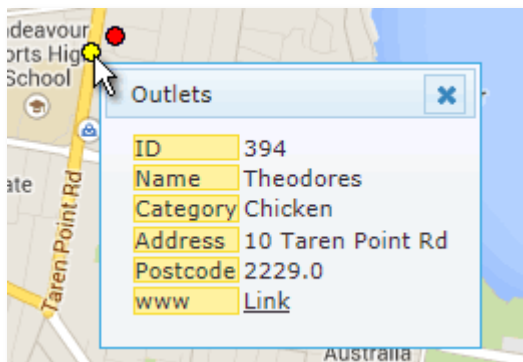 deavour
orts Hig
School
Outlets
ID 394
Name Theodores
Category Chicken
Address 10 Taren Point Rd
Postcode 2229.0
www Link
ate
Taren Point Rd
Australia